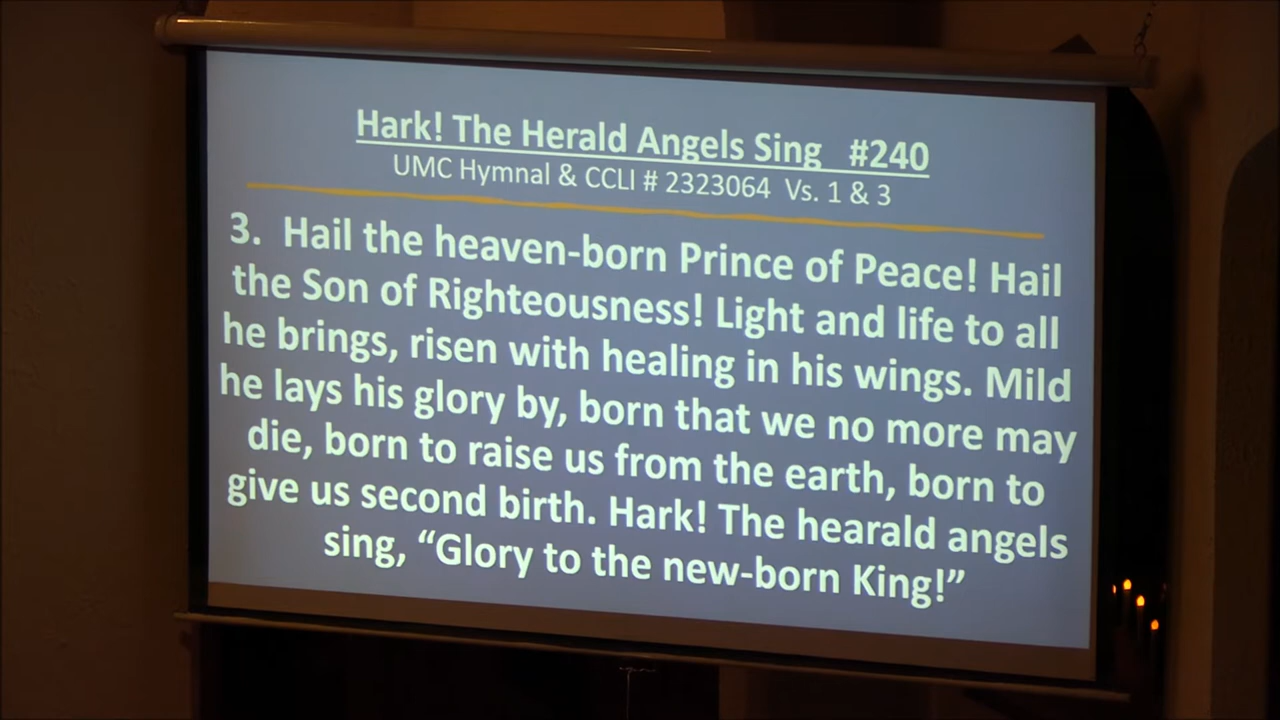 Hark! The Herald Angels Sing #240
UMC Hymnal & CCLI # 2323064 Vs. 1 & 3
3. Hail the heaven-born Prince of Peace! Hail
the Son of Righteousness! Light and life to all
he brings, risen with healing in his wings. Mild
he lays his glory by, born that we no more may
die, born to raise us from the earth, born to
give us second birth. Hark! The hearald angels
sing, “Glory to the new-born King!”